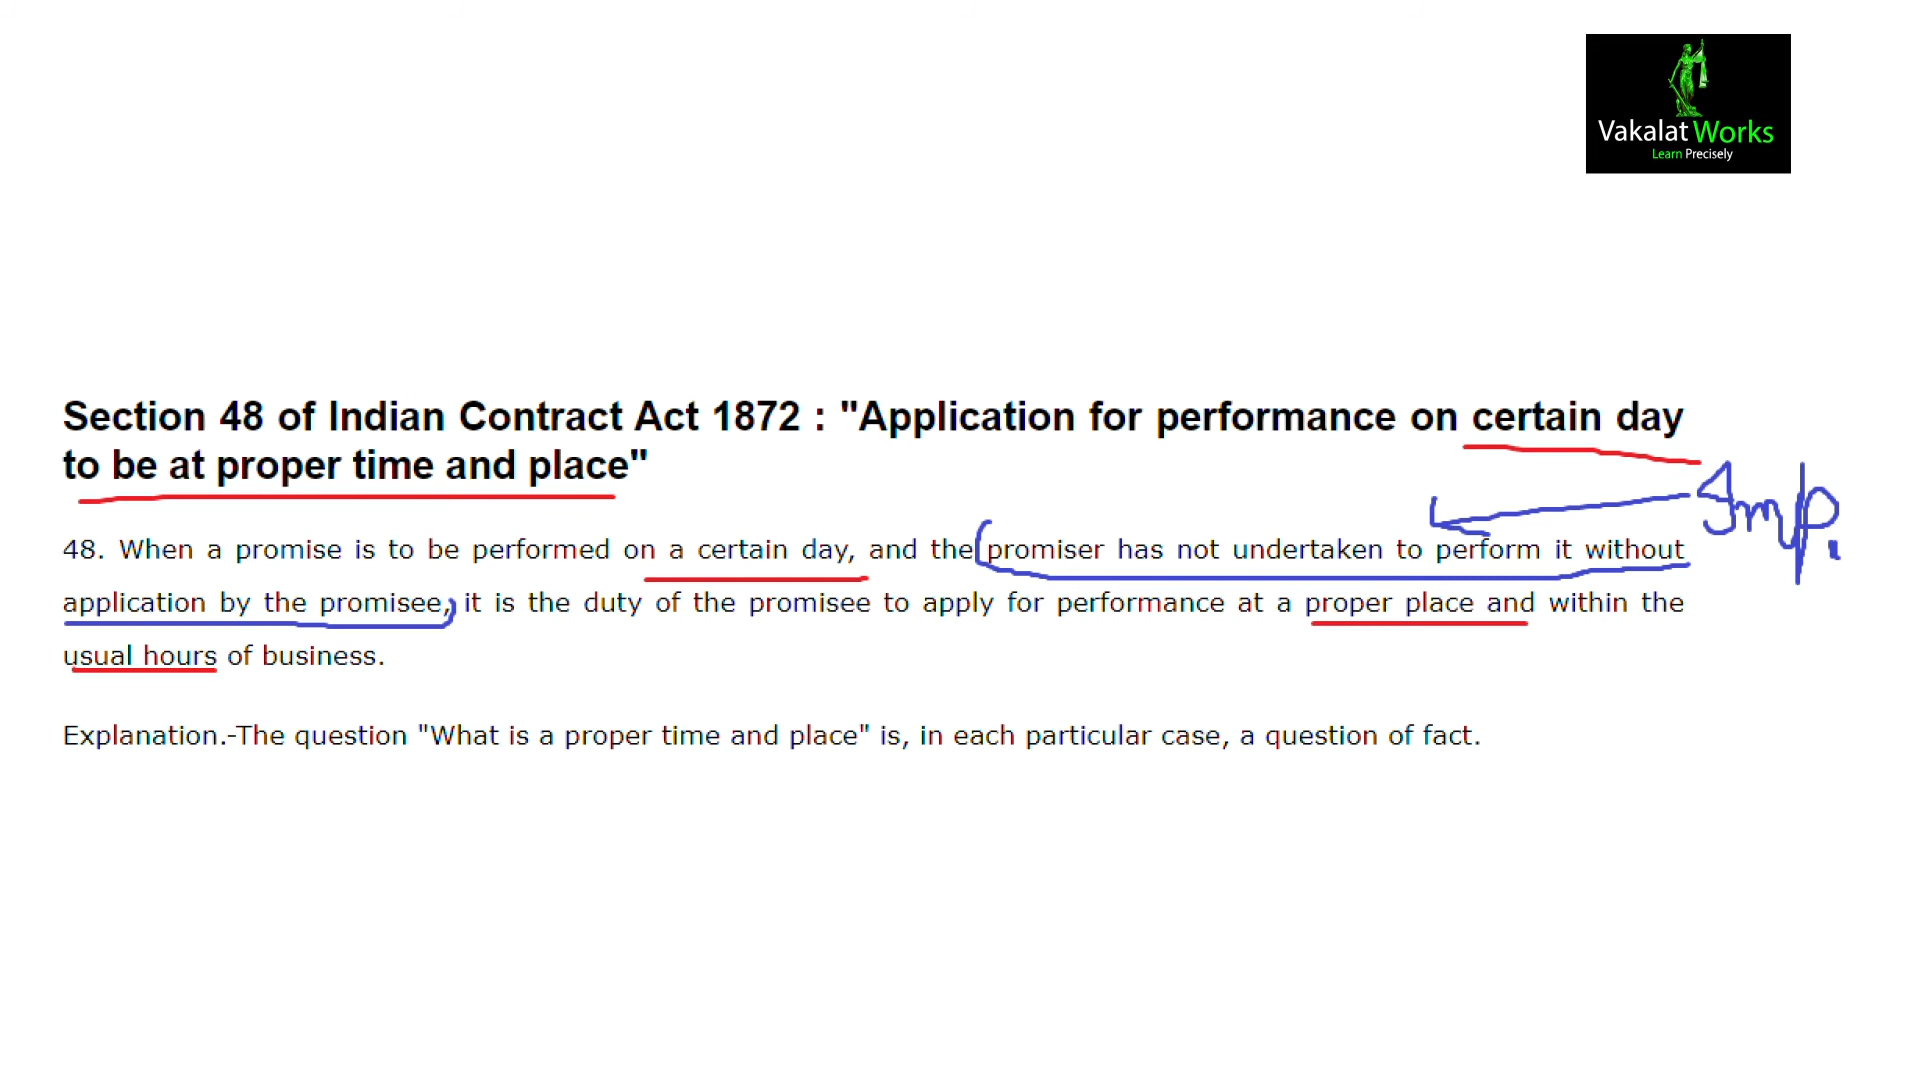 Vakalat Works
Learn Precisely
Section 48 of Indian Contract Act 1872 : "Application for performance on certain day
to be at proper time and place"
Imp.
48. When a promise is to be performed on a certain day, and the promiser has not undertaken to perform it without
application by the promisee, it is the duty of the promisee to apply for performance at a proper place and within the
usual hours of business.
Explanation.-The question "What is a proper time and place" is, in each particular case, a question of fact.